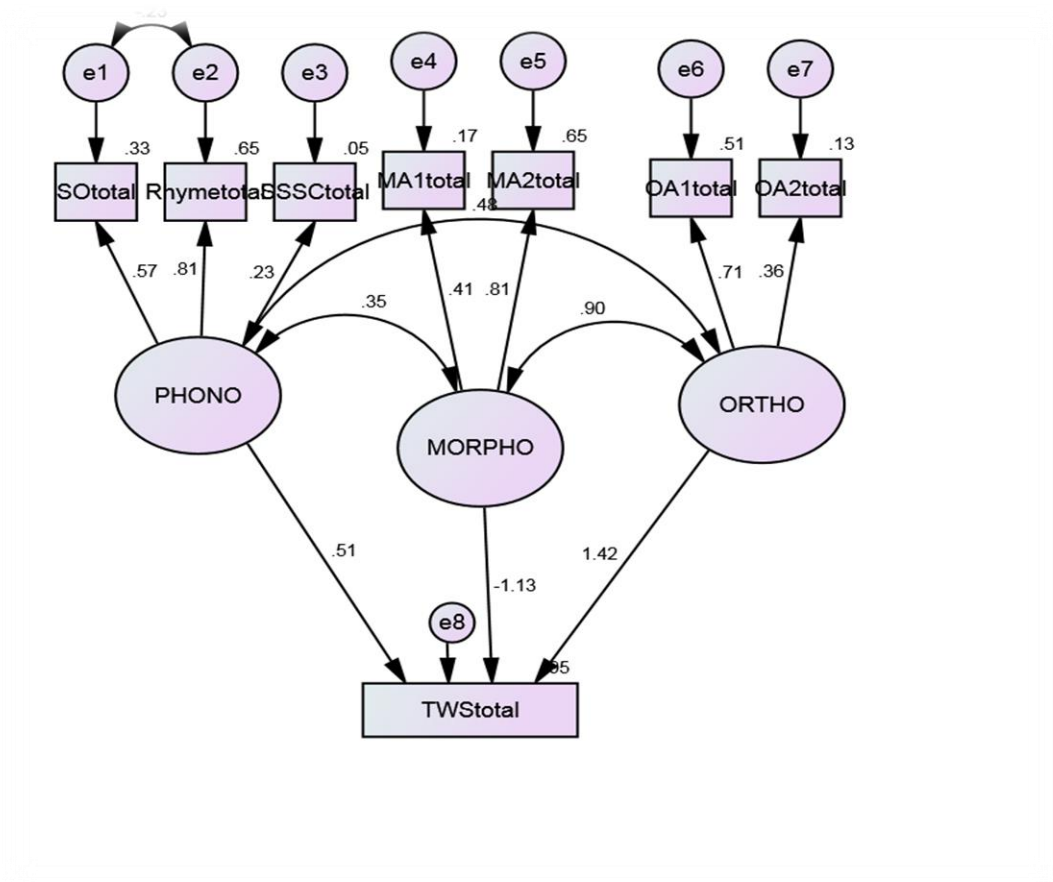 e1
e2
e3
e4
e5
e6
e7
.33
.65
.05
.17
.65
.51
.13
SOtotal
Rhymetotal
SSSCtotal
MA1total
MA2total
OA1total
OA2total
.48
.57
.81
.23
.35
.41
.81
.90
.71
.36
PHONO
MORPHO
ORTHO
.51
-1.13
1.42
e8
TWStotal